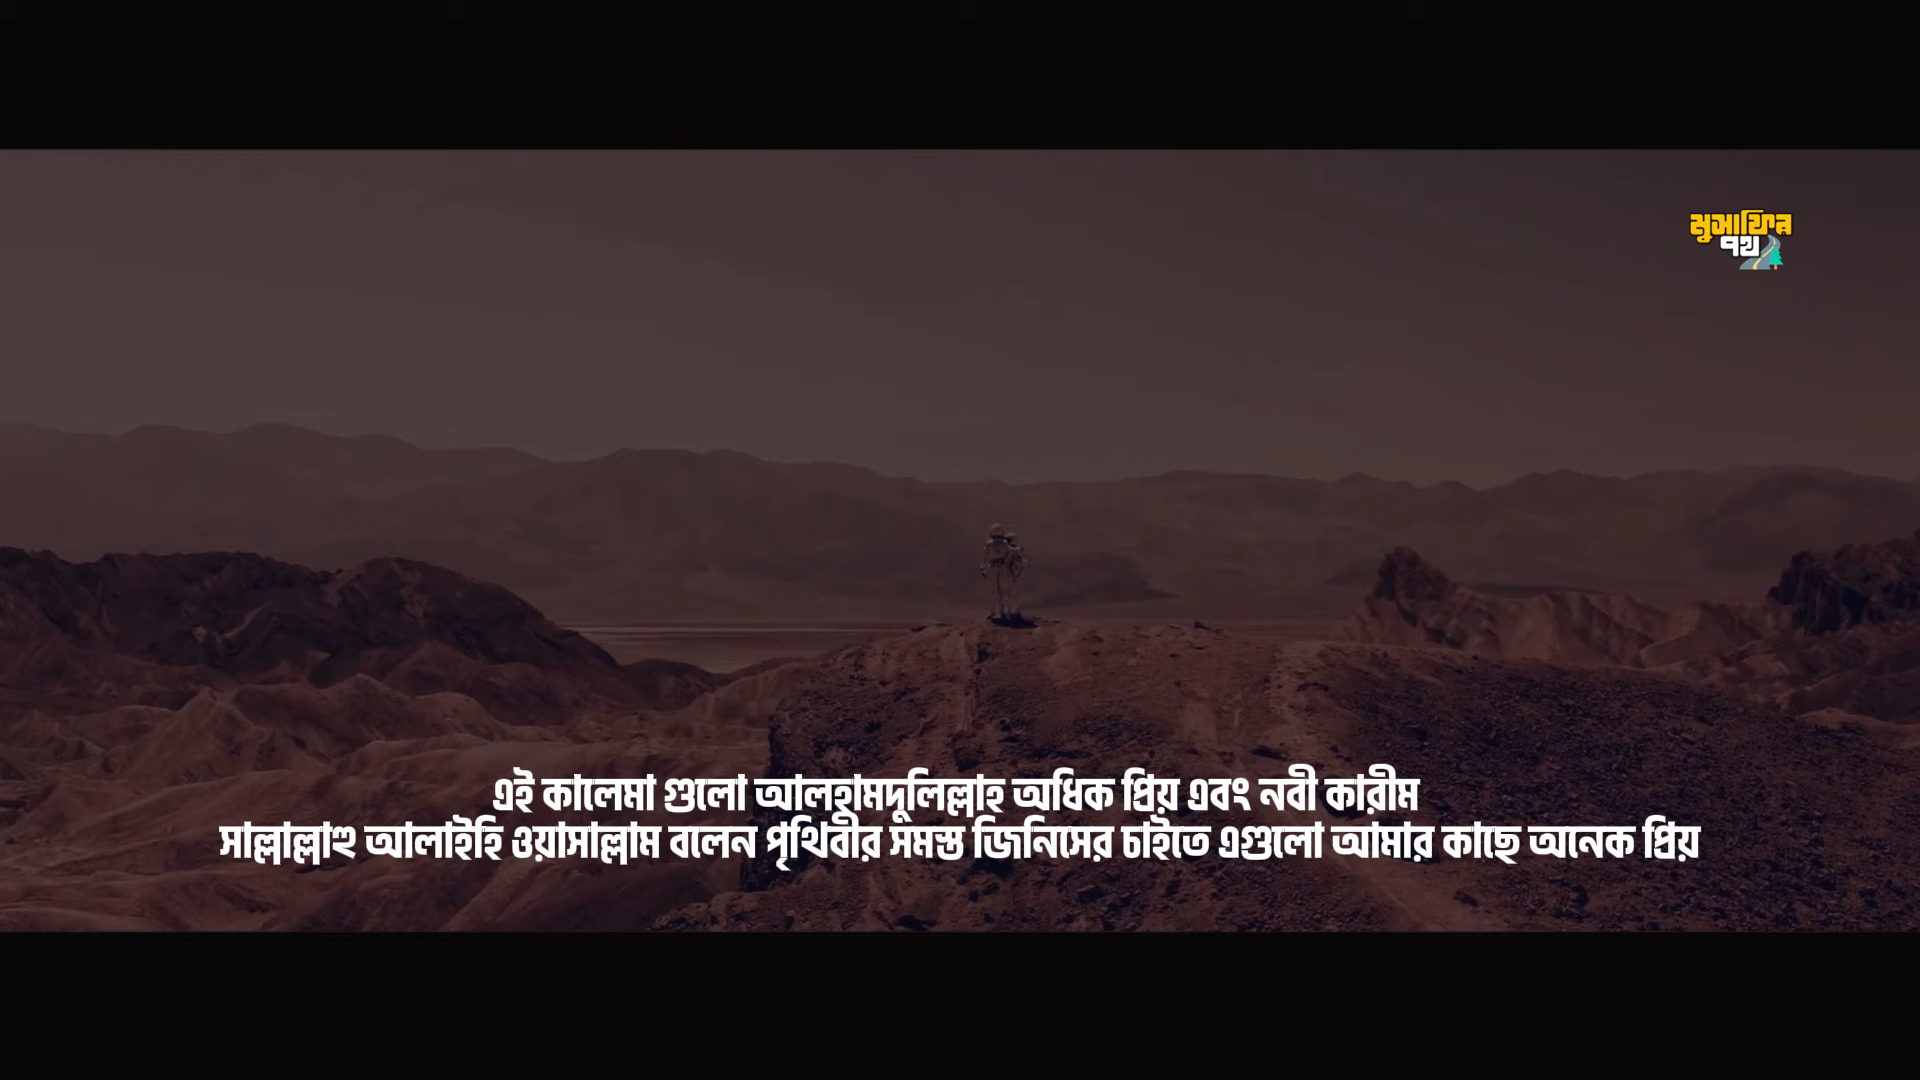 মুসাফির
পথ
এই কালেমা গুলো আলহামদুলিল্লাহ অধিক প্রিয় এবং নবী কারীম
সাল্লাল্লাহু আলাইহি ওয়াসাল্লাম বলেন পৃথিবীর সমস্ত জিনিসের চাইতে এগুলো আমার কাছে অনেক প্রিয়